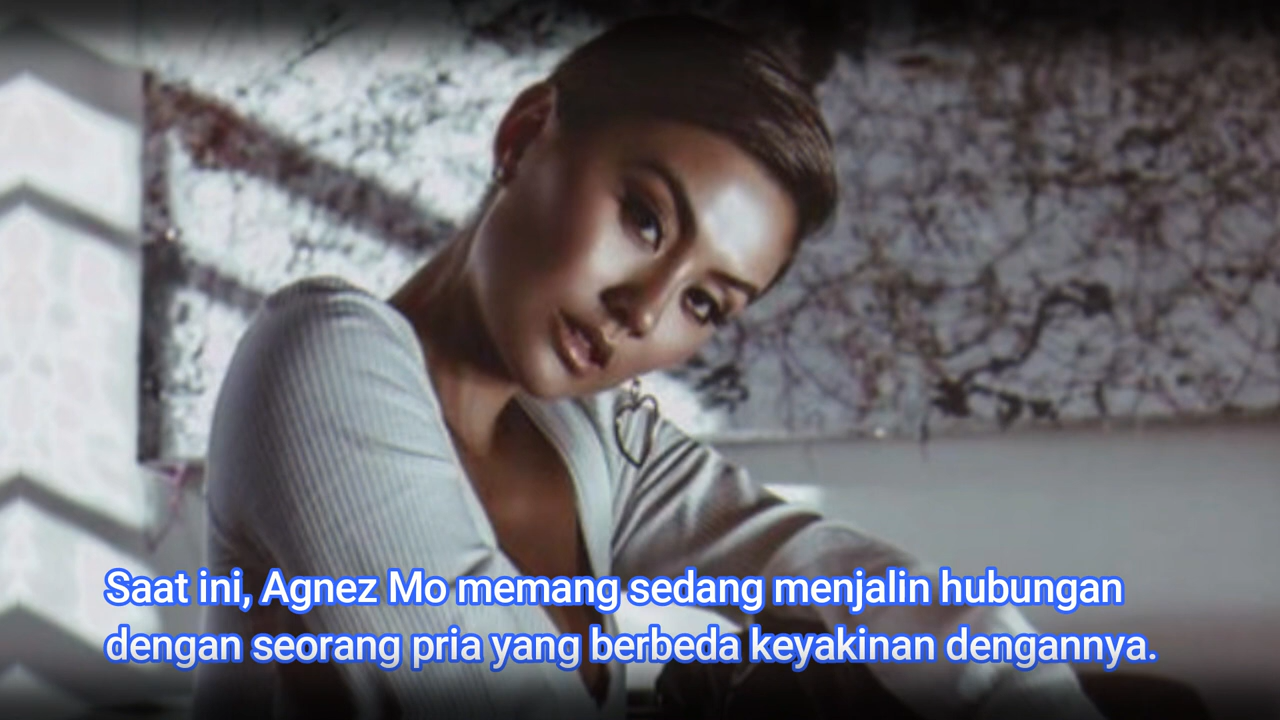 Saat ini, Agnez Mo memang sedang menjalin hubungan
dengan seorang pria yang berbeda keyakinan dengannya.